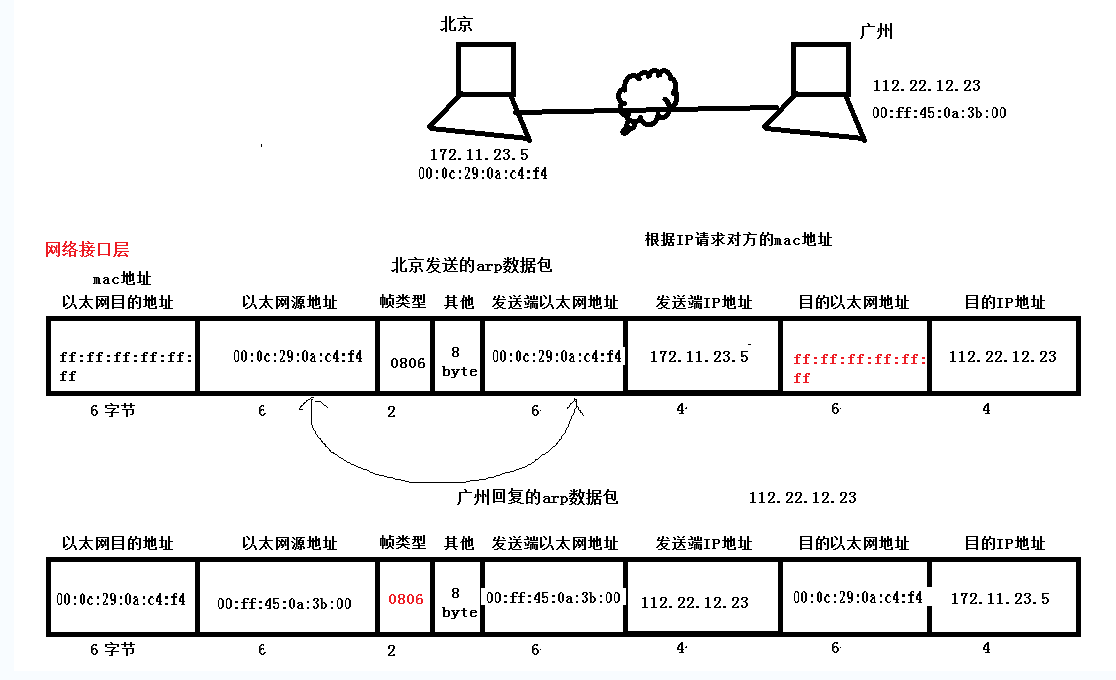 北京
广州
112.22.12.23
00:ff:45:0a:3b:00
172.11.23.5
00:0c:29:0a:c4:f4
网络接口层
根据IP请求对方的mac地址
北京发送的arp数据包
mac地址
以太网目的地址 以太网源地址 帧类型 其他 发送端以太网地址 发送端IP地址 目的以太网地址 目的IP地址
ff:ff:ff:ff:ff:ff 00:0c:29:0a:c4:f4 0806 8 byte 00:0c:29:0a:c4:f4 172.11.23.5 ff:ff:ff:ff:ff:ff 112.22.12.23
6 字节 6 2 6 4 6 4
广州回复的arp数据包 112.22.12.23
以太网目的地址 以太网源地址 帧类型 其他 发送端以太网地址 发送端IP地址 目的以太网地址 目的IP地址
00:0c:29:0a:c4:f4 00:ff:45:0a:3b:00 0806 8 byte 00:ff:45:0a:3b:00 112.22.12.23 00:0c:29:0a:c4:f4 172.11.23.5
6 字节 6 2 6 4 6 4